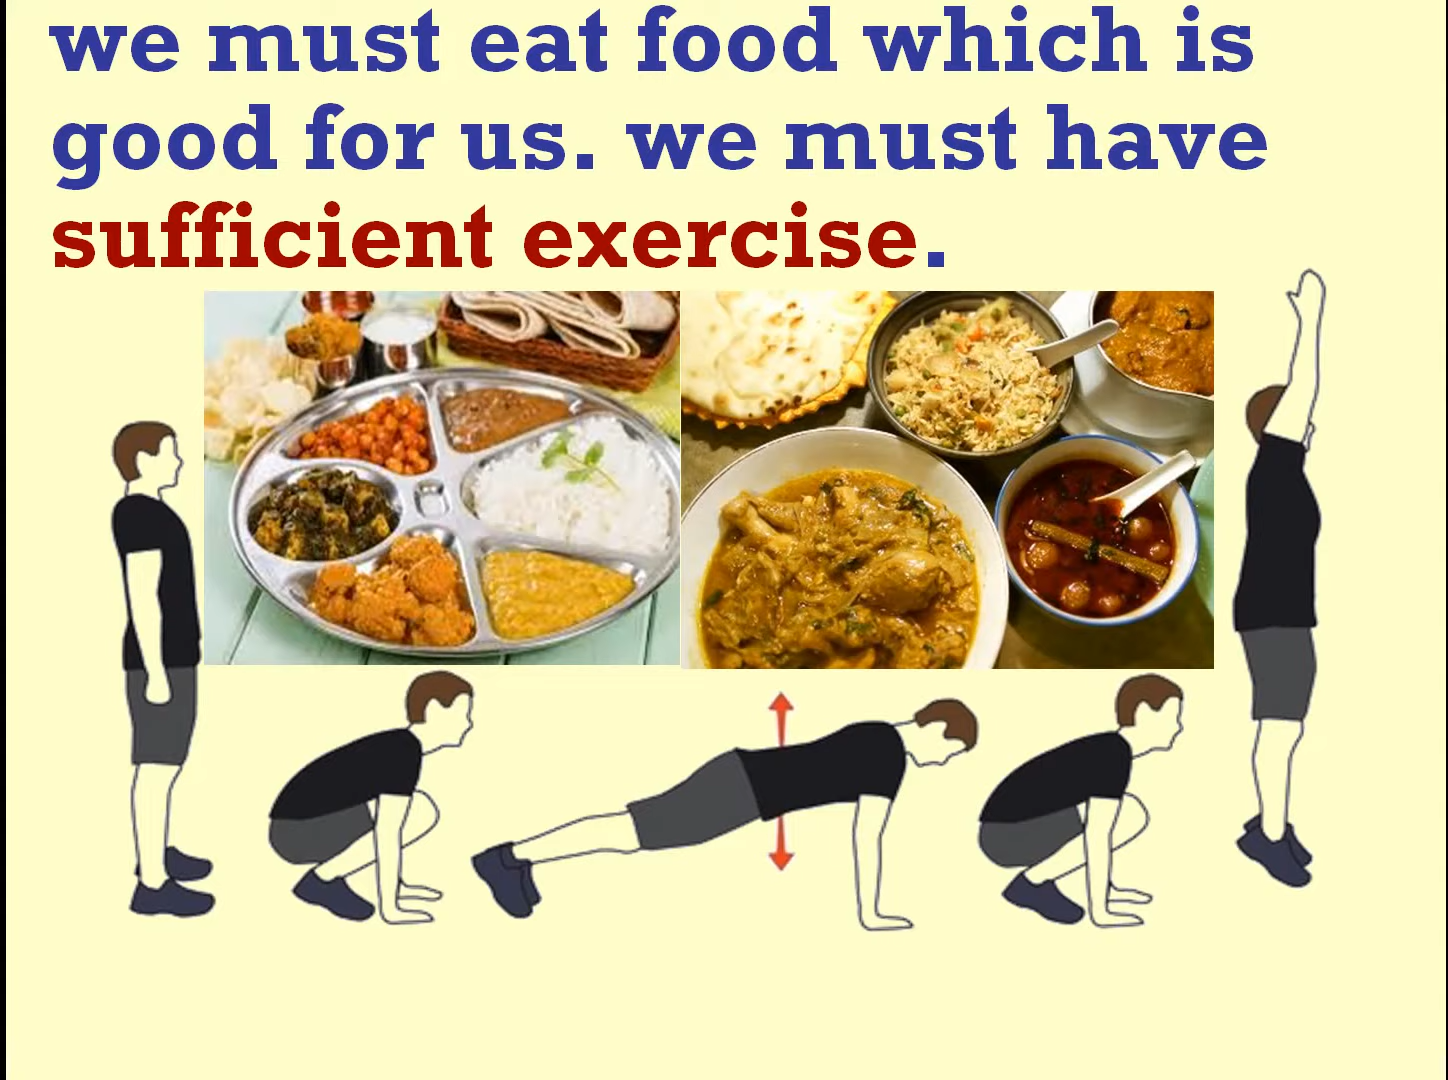 we must eat food which is
good for us. we must have
sufficient exercise.